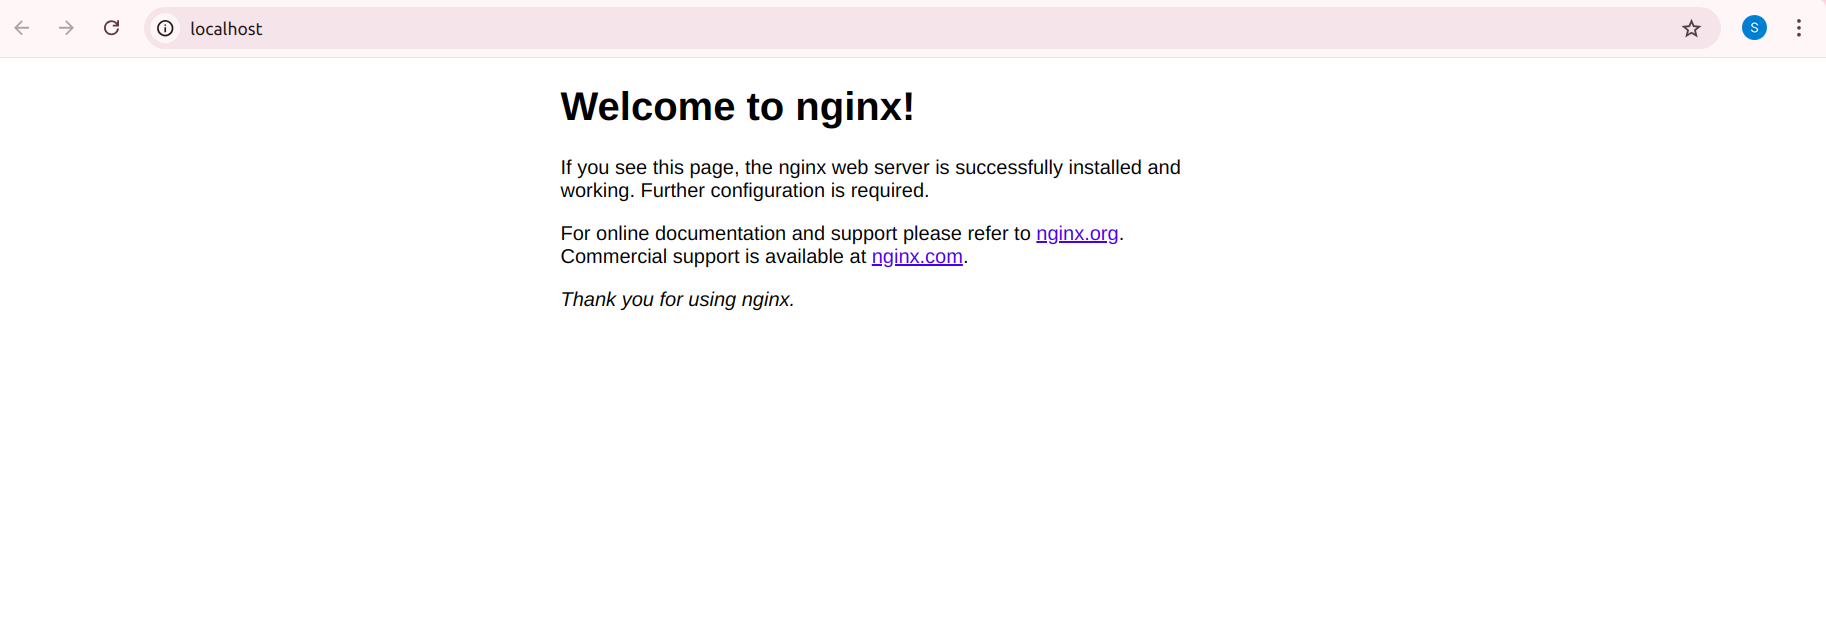 localhost
S
Welcome to nginx!
If you see this page, the nginx web server is successfully installed and
working. Further configuration is required.
For online documentation and support please refer to nginx.org.
Commercial support is available at nginx.com.
Thank you for using nginx.